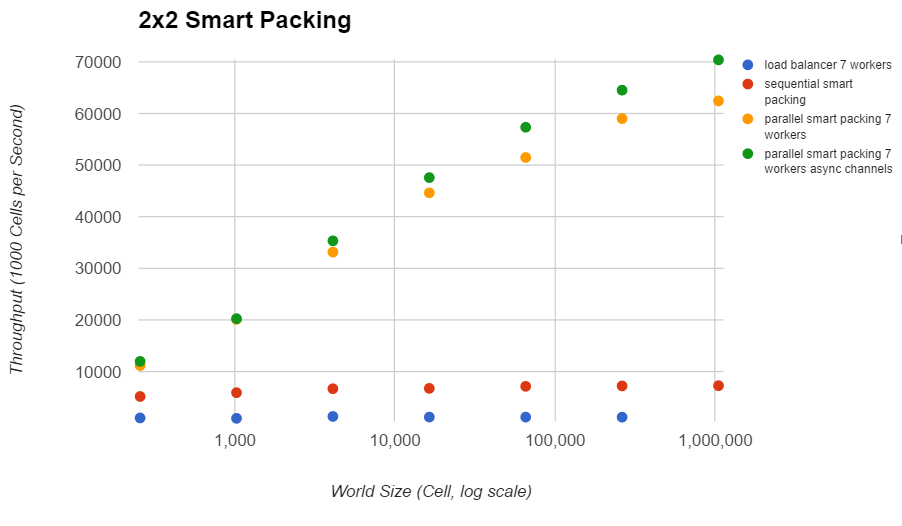 2x2 Smart Packing
Throughput (1000 Cells per Second)
70000
60000
50000
40000
30000
20000
10000
1,000
10,000
100,000
1,000,000
World Size (Cell, log scale)
load balancer 7 workers
sequential smart
packing
parallel smart packing 7
workers
parallel smart packing 7
workers async channels